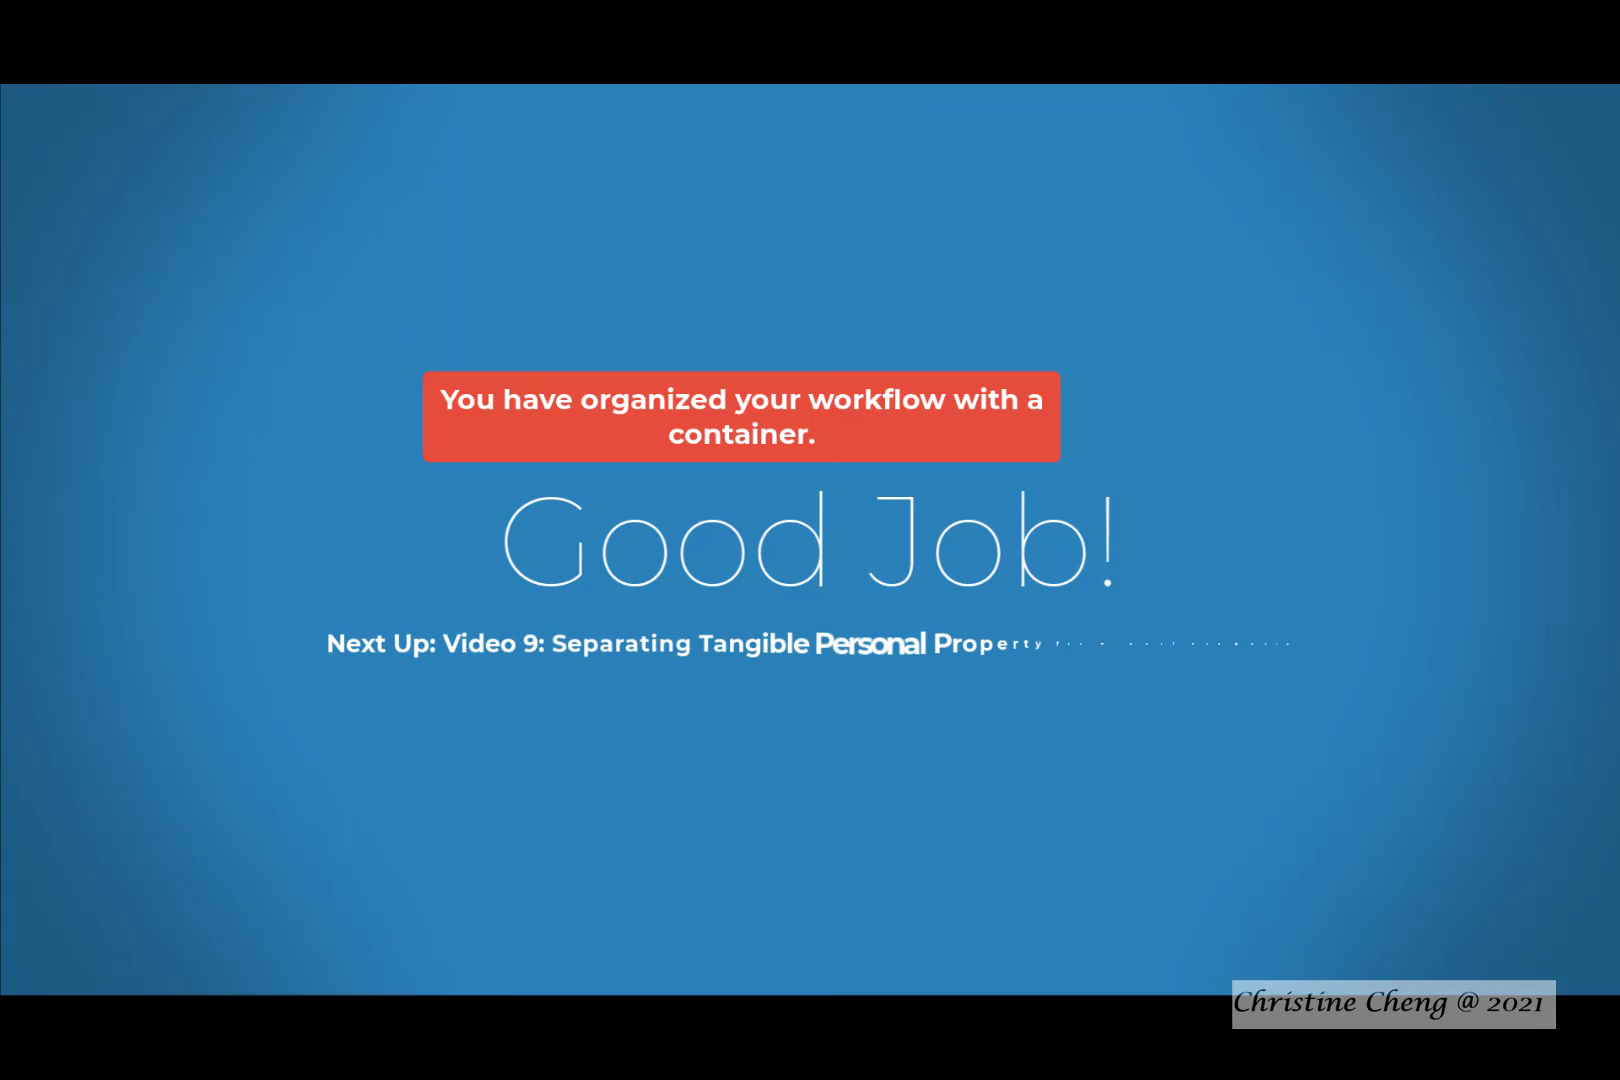 You have organized your workflow with a
container.
Good Job!
Next Up: Video 9: Separating Tangible Personal Property
Christine Cheng @ 2021